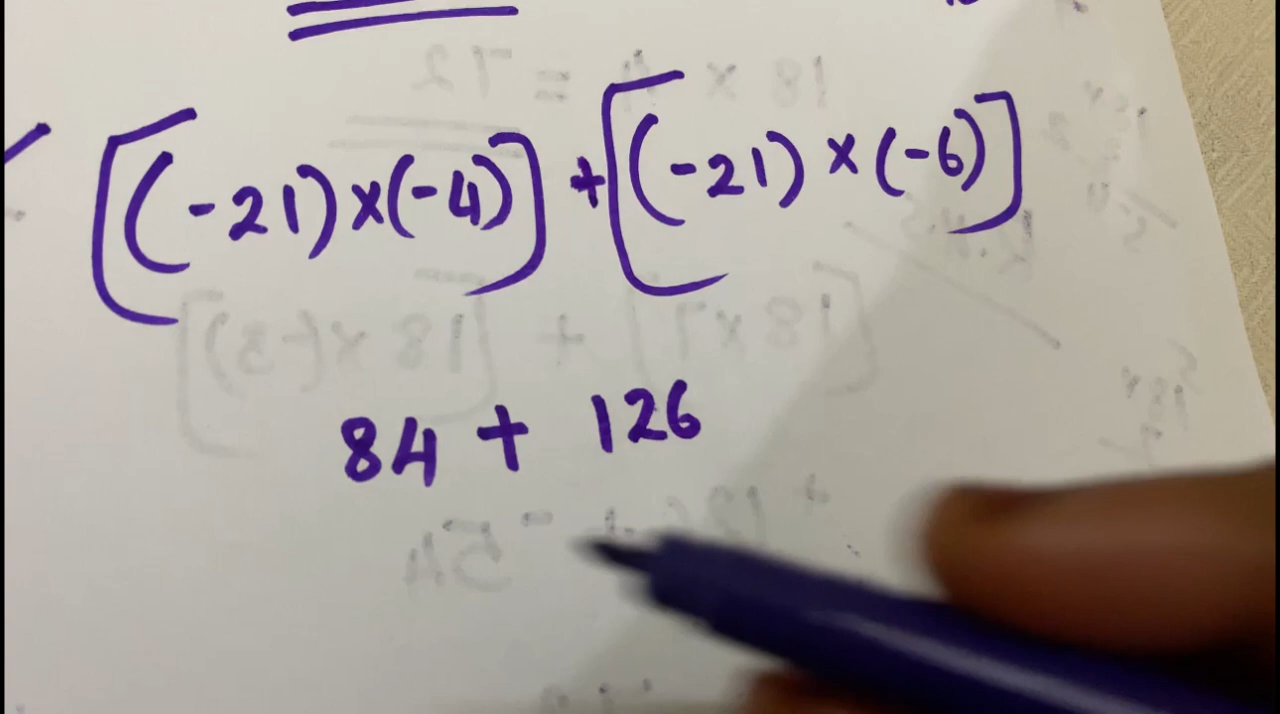 [(-21)×(-4)] + [(-21)×(-6)]
84 + 126